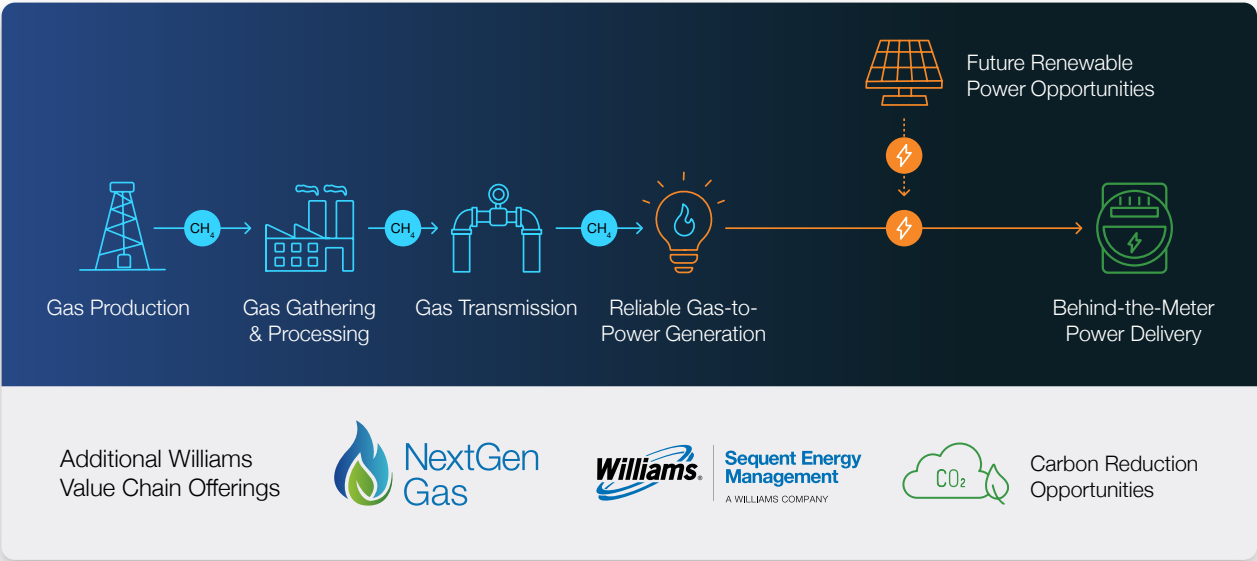 Future Renewable
Power Opportunities
CH₄
CH₄
CH₄
Gas Production
Gas Gathering
& Processing
Gas Transmission
Reliable Gas-to-
Power Generation
Behind-the-Meter
Power Delivery
Additional Williams
Value Chain Offerings
NextGen
Gas
Williams®
Sequent Energy
Management
A WILLIAMS COMPANY
CO₂
Carbon Reduction
Opportunities